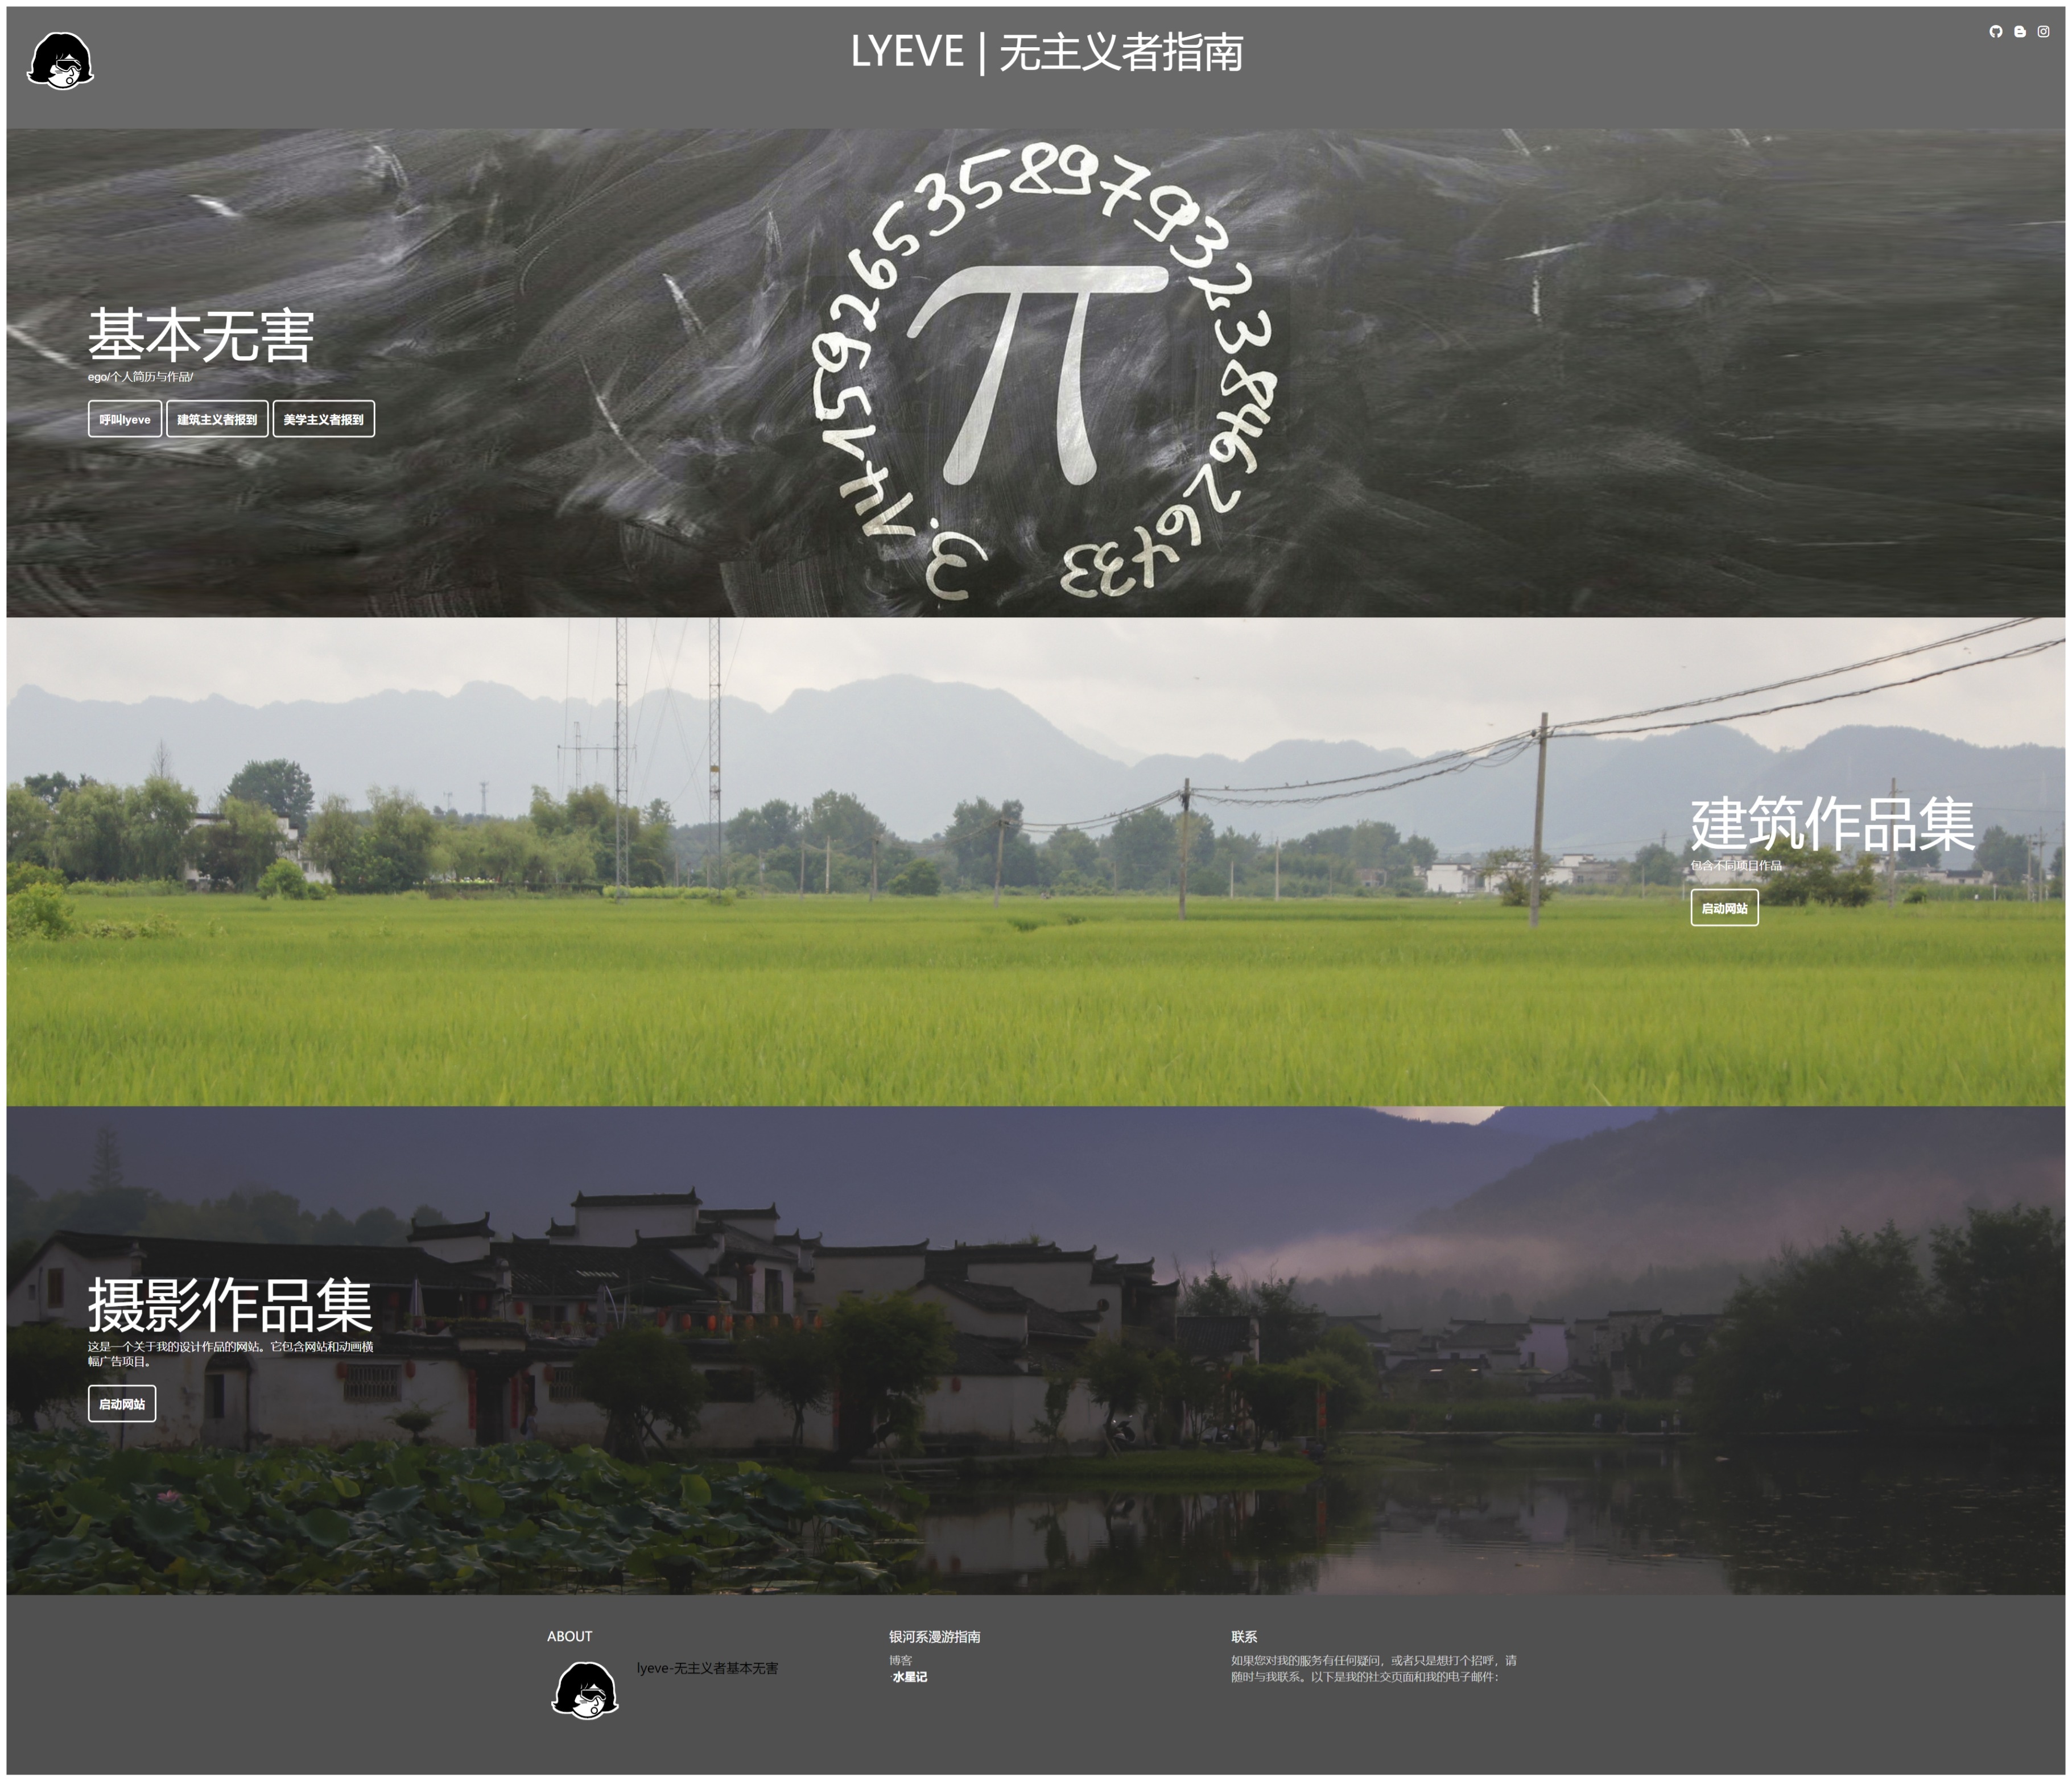 LYEVE | 无主义者指南
3.1415926535897932384626433
π
基本无害
ego/个人简历与作品/
呼叫lyeve 建筑主义者报到 美学主义者报到
建筑作品集
包含不同项目作品
启动网站
摄影作品集
这是一个关于我的设计作品的网站。它包含网站和动画横
幅广告项目。
启动网站
ABOUT
lyeve-无主义者基本无害
银河系漫游指南
博客
·水星记
联系
如果您对我的服务有任何疑问，或者只是想打个招呼，请
随时与我联系。以下是我的社交页面和我的电子邮件：